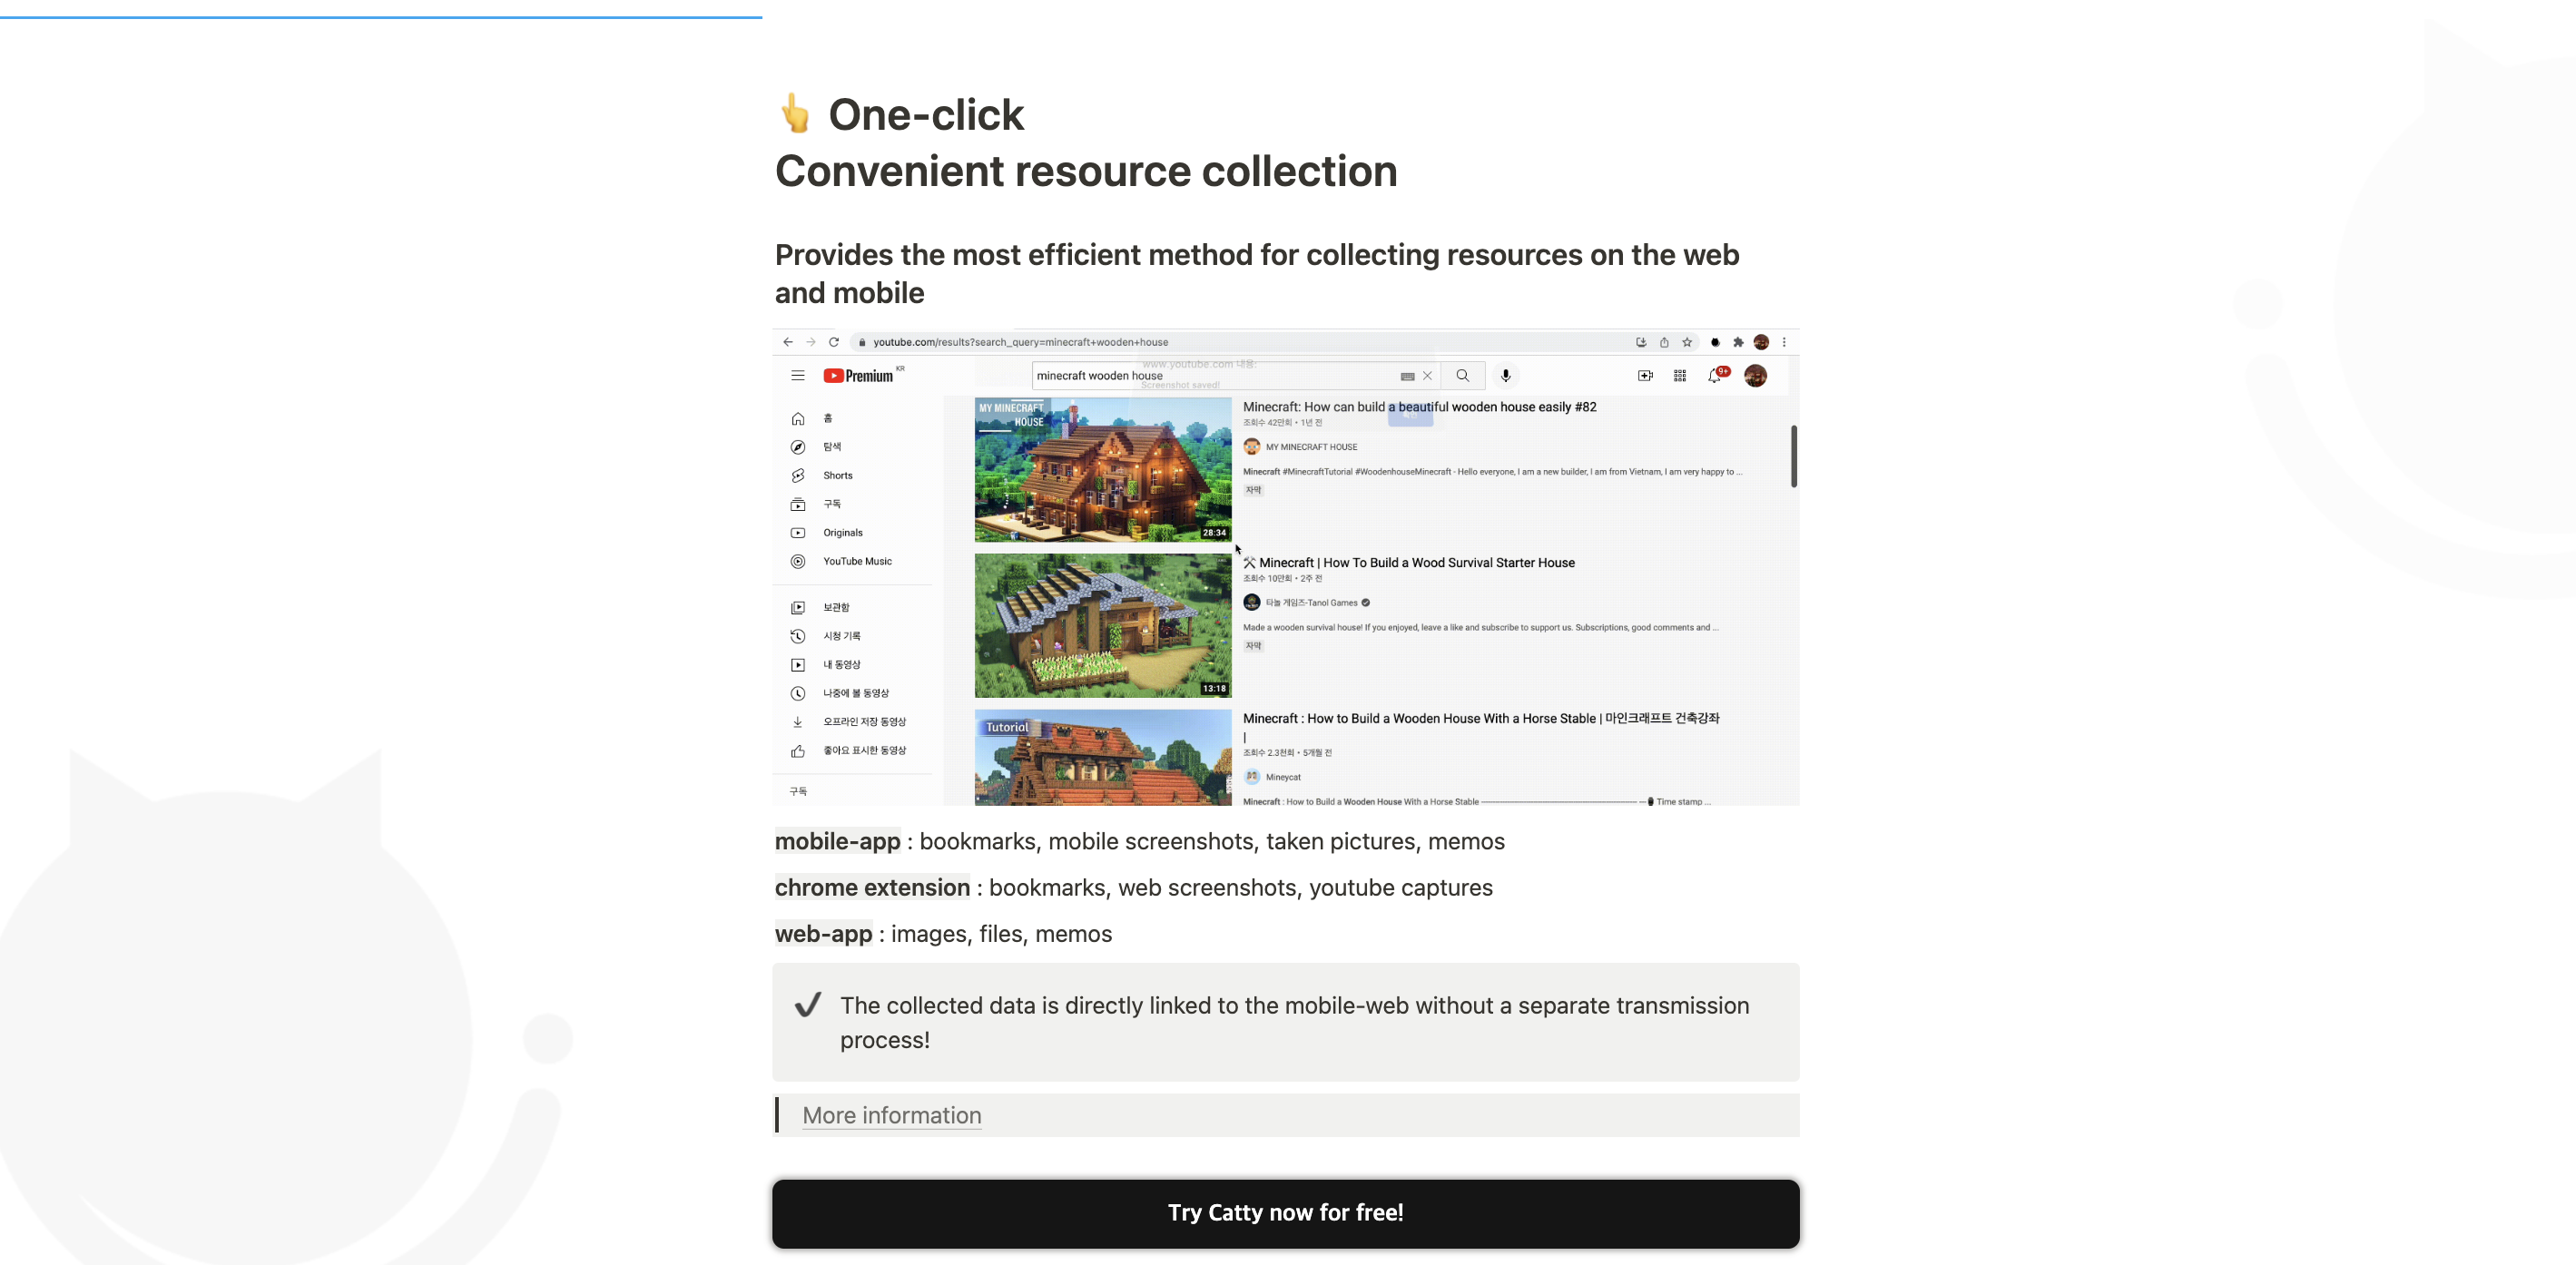 👆 One-click
Convenient resource collection
Provides the most efficient method for collecting resources on the web
and mobile
youtube.com/results?search_query=minecraft+wooden+house
Premium KR
minecraft wooden house
www.youtube.com 내용:
Screenshot saved!
9+
홈
탐색
Shorts
구독
Originals
YouTube Music
보관함
시청 기록
내 동영상
나중에 볼 동영상
오프라인 저장 동영상
좋아요 표시한 동영상
구독
MY MINECRAFT
HOUSE
28:34
Minecraft: How can build a beautiful wooden house easily #82
조회수 42만회 • 1년 전
MY MINECRAFT HOUSE
Minecraft #MinecraftTutorial #WoodenhouseMinecraft - Hello everyone, I am a new builder, I am from Vietnam, I am very happy to ...
자막
13:18
⚒ Minecraft | How To Build a Wood Survival Starter House
조회수 10만회 • 2주 전
타놀 게임즈-Tanol Games
Made a wooden survival house! If you enjoyed, leave a like and subscribe to support us. Subscriptions, good comments and ...
자막
Tutorial
Minecraft : How to Build a Wooden House With a Horse Stable | 마인크래프트 건축강좌
|
조회수 2.3천회 • 5개월 전
Mineycat
Minecraft : How to Build a Wooden House With a Horse Stable Time stamp ...
mobile-app : bookmarks, mobile screenshots, taken pictures, memos
chrome extension : bookmarks, web screenshots, youtube captures
web-app : images, files, memos
✔ The collected data is directly linked to the mobile-web without a separate transmission
process!
More information
Try Catty now for free!